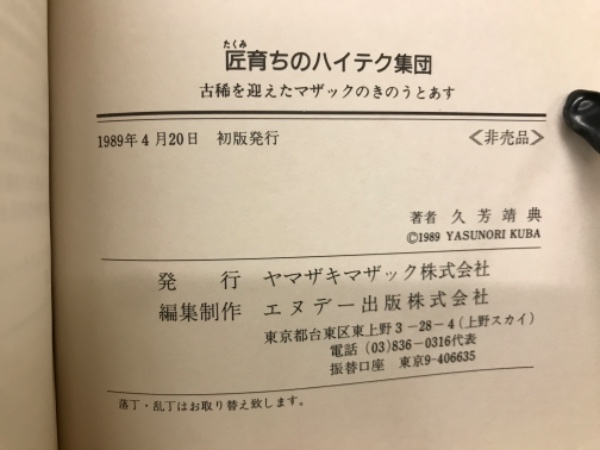 たくみ
匠育ちのハイテク集団
古稀を迎えたマザックのきのうとあす
1989年4月20日 初版発行 <非売品>
著者 久芳靖典
©1989 YASUNORI KUBA
発行 ヤマザキマザック株式会社
編集制作 エヌデー出版株式会社
東京都台東区東上野3-28-4(上野スカイ)
電話 (03)836-0316代表
振替口座 東京9-406635
落丁・乱丁はお取り替え致します。